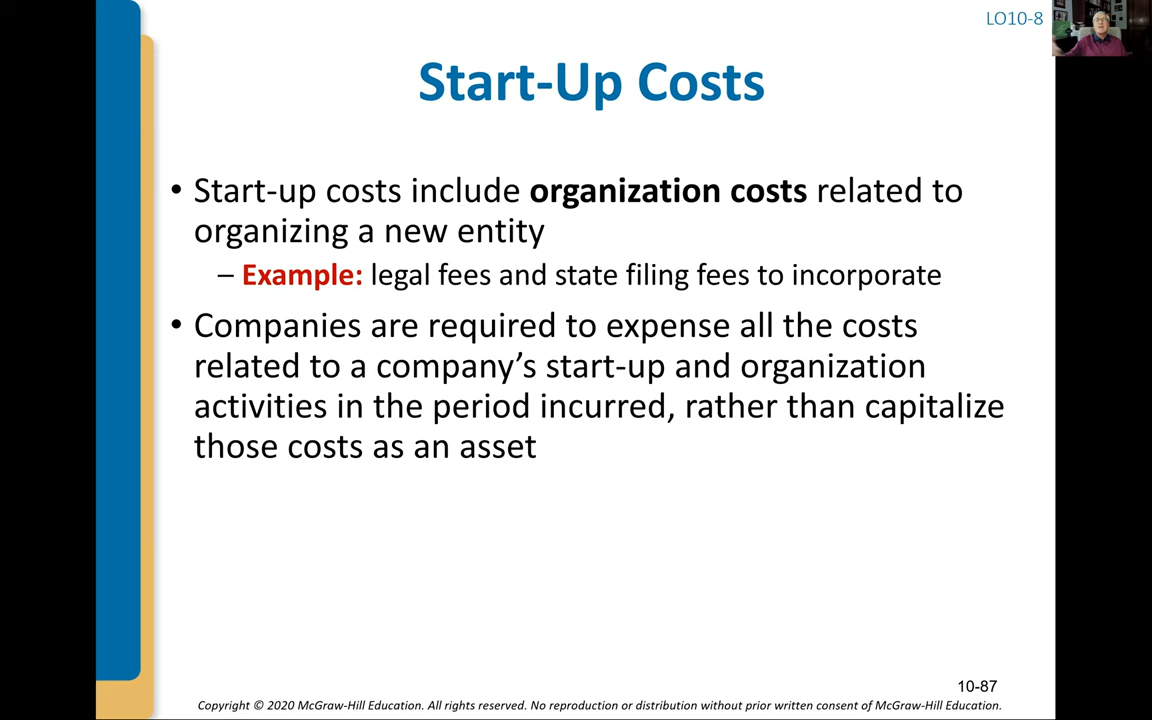 LO10-8
Start-Up Costs
• Start-up costs include organization costs related to
organizing a new entity
– Example: legal fees and state filing fees to incorporate
• Companies are required to expense all the costs
related to a company’s start-up and organization
activities in the period incurred, rather than capitalize
those costs as an asset
10-87
Copyright © 2020 McGraw-Hill Education. All rights reserved. No reproduction or distribution without prior written consent of McGraw-Hill Education.